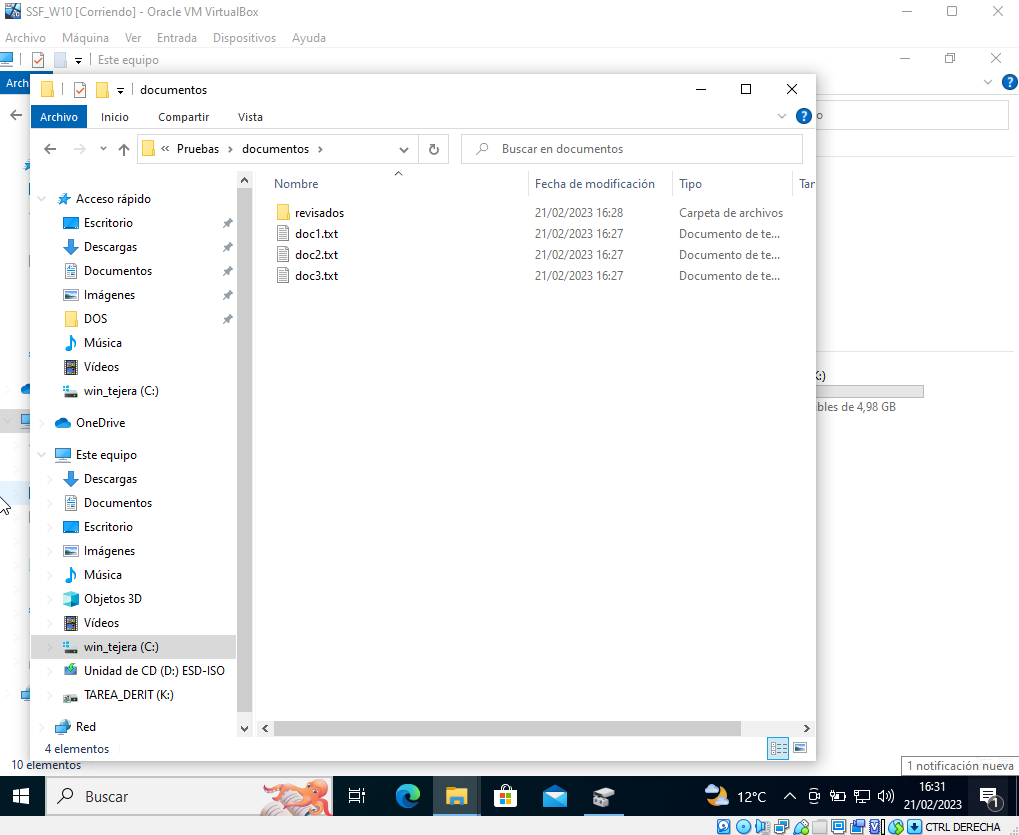 SSF_W10 [Corriendo] - Oracle VM VirtualBox
Archivo Máquina Ver Entrada Dispositivos Ayuda
Este equipo
Arch
documentos
Archivo Inicio Compartir Vista
« Pruebas › documentos ›
Buscar en documentos
o
Nombre Fecha de modificación Tipo Tar
revisados 21/02/2023 16:28 Carpeta de archivos
doc1.txt 21/02/2023 16:27 Documento de te...
doc2.txt 21/02/2023 16:27 Documento de te...
doc3.txt 21/02/2023 16:27 Documento de te...
Acceso rápido
Escritorio
Descargas
Documentos
Imágenes
DOS
Música
Vídeos
win_tejera (C:)
OneDrive
Este equipo
Descargas
Documentos
Escritorio
Imágenes
Música
Objetos 3D
Vídeos
win_tejera (C:)
Unidad de CD (D:) ESD-ISO
TAREA_DERIT (K:)
Red
K:)
ibles de 4,98 GB
4 elementos
10 elementos
1 notificación nueva
Buscar
12°C
16:31
21/02/2023
1
CTRL DERECHA